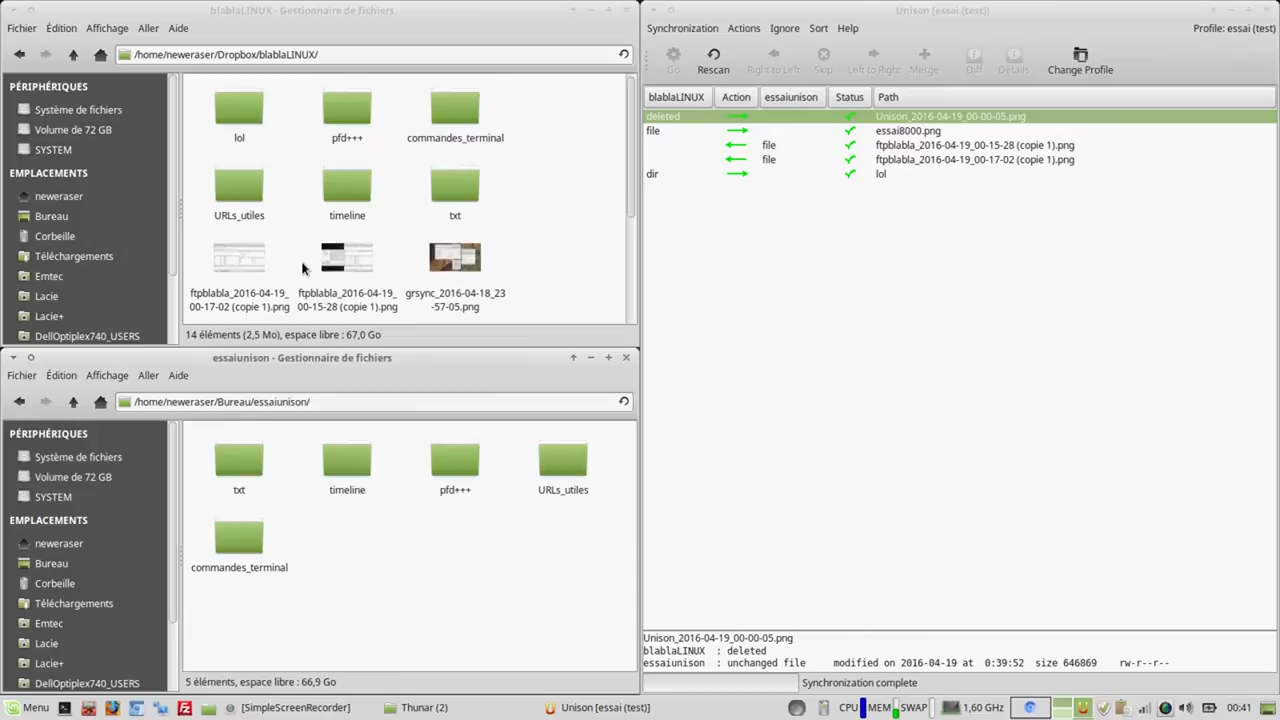 blablaLINUX - Gestionnaire de fichiers
Fichier Édition Affichage Aller Aide
/home/neweraser/Dropbox/blablaLINUX/
PÉRIPHÉRIQUES
Système de fichiers
Volume de 72 GB
SYSTEM
EMPLACEMENTS
neweraser
Bureau
Corbeille
Téléchargements
Emtec
Lacie
Lacie+
DellOptiplex740_USERS
lol pfd+++ commandes_terminal
URLs_utiles timeline txt
ftpblabla_2016-04-19_ ftpblabla_2016-04-19_ grsync_2016-04-18_23
00-17-02 (copie 1).png 00-15-28 (copie 1).png -57-05.png
14 éléments (2,5 Mo), espace libre : 67,0 Go
essaiunison - Gestionnaire de fichiers
Fichier Édition Affichage Aller Aide
/home/neweraser/Bureau/essaiunison/
PÉRIPHÉRIQUES
Système de fichiers
Volume de 72 GB
SYSTEM
EMPLACEMENTS
neweraser
Bureau
Corbeille
Téléchargements
Emtec
Lacie
Lacie+
DellOptiplex740_USERS
txt timeline pfd+++ URLs_utiles
commandes_terminal
5 éléments, espace libre : 66,9 Go
Unison [essai (test)]
Synchronization Actions Ignore Sort Help Profile: essai (test)
Go Rescan Right to Left Skip Left to Right Merge Diff Details Change Profile
blablaLINUX Action essaiunison Status Path
deleted Unison_2016-04-19_00-00-05.png
file essai8000.png
file ftpblabla_2016-04-19_00-15-28 (copie 1).png
file ftpblabla_2016-04-19_00-17-02 (copie 1).png
dir lol
Unison_2016-04-19_00-00-05.png
blablaLINUX : deleted
essaiunison : unchanged file modified on 2016-04-19 at 0:39:52 size 646869 rw-r--r--
Synchronization complete
Menu [SimpleScreenRecorder] Thunar (2) Unison [essai (test)] CPU MEM SWAP 1,60 GHz 00:41